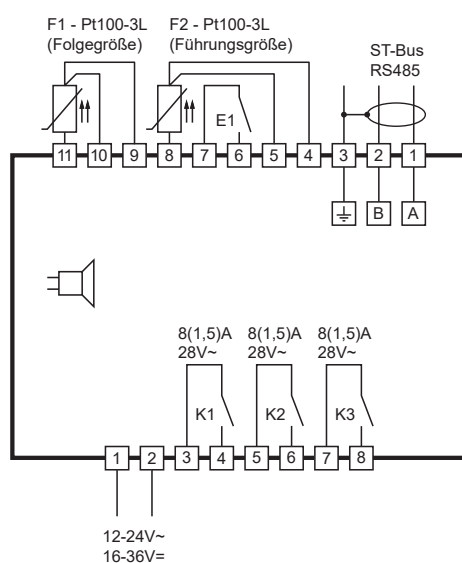 F1 - Pt100-3L
(Folgegröße)
F2 - Pt100-3L
(Führungsgröße)
ST-Bus
RS485
E1
11 10 9 8 7 6 5 4 3 2 1
B A
8(1,5)A 8(1,5)A 8(1,5)A
28V~ 28V~ 28V~
K1 K2 K3
1 2 3 4 5 6 7 8
12-24V~
16-36V=